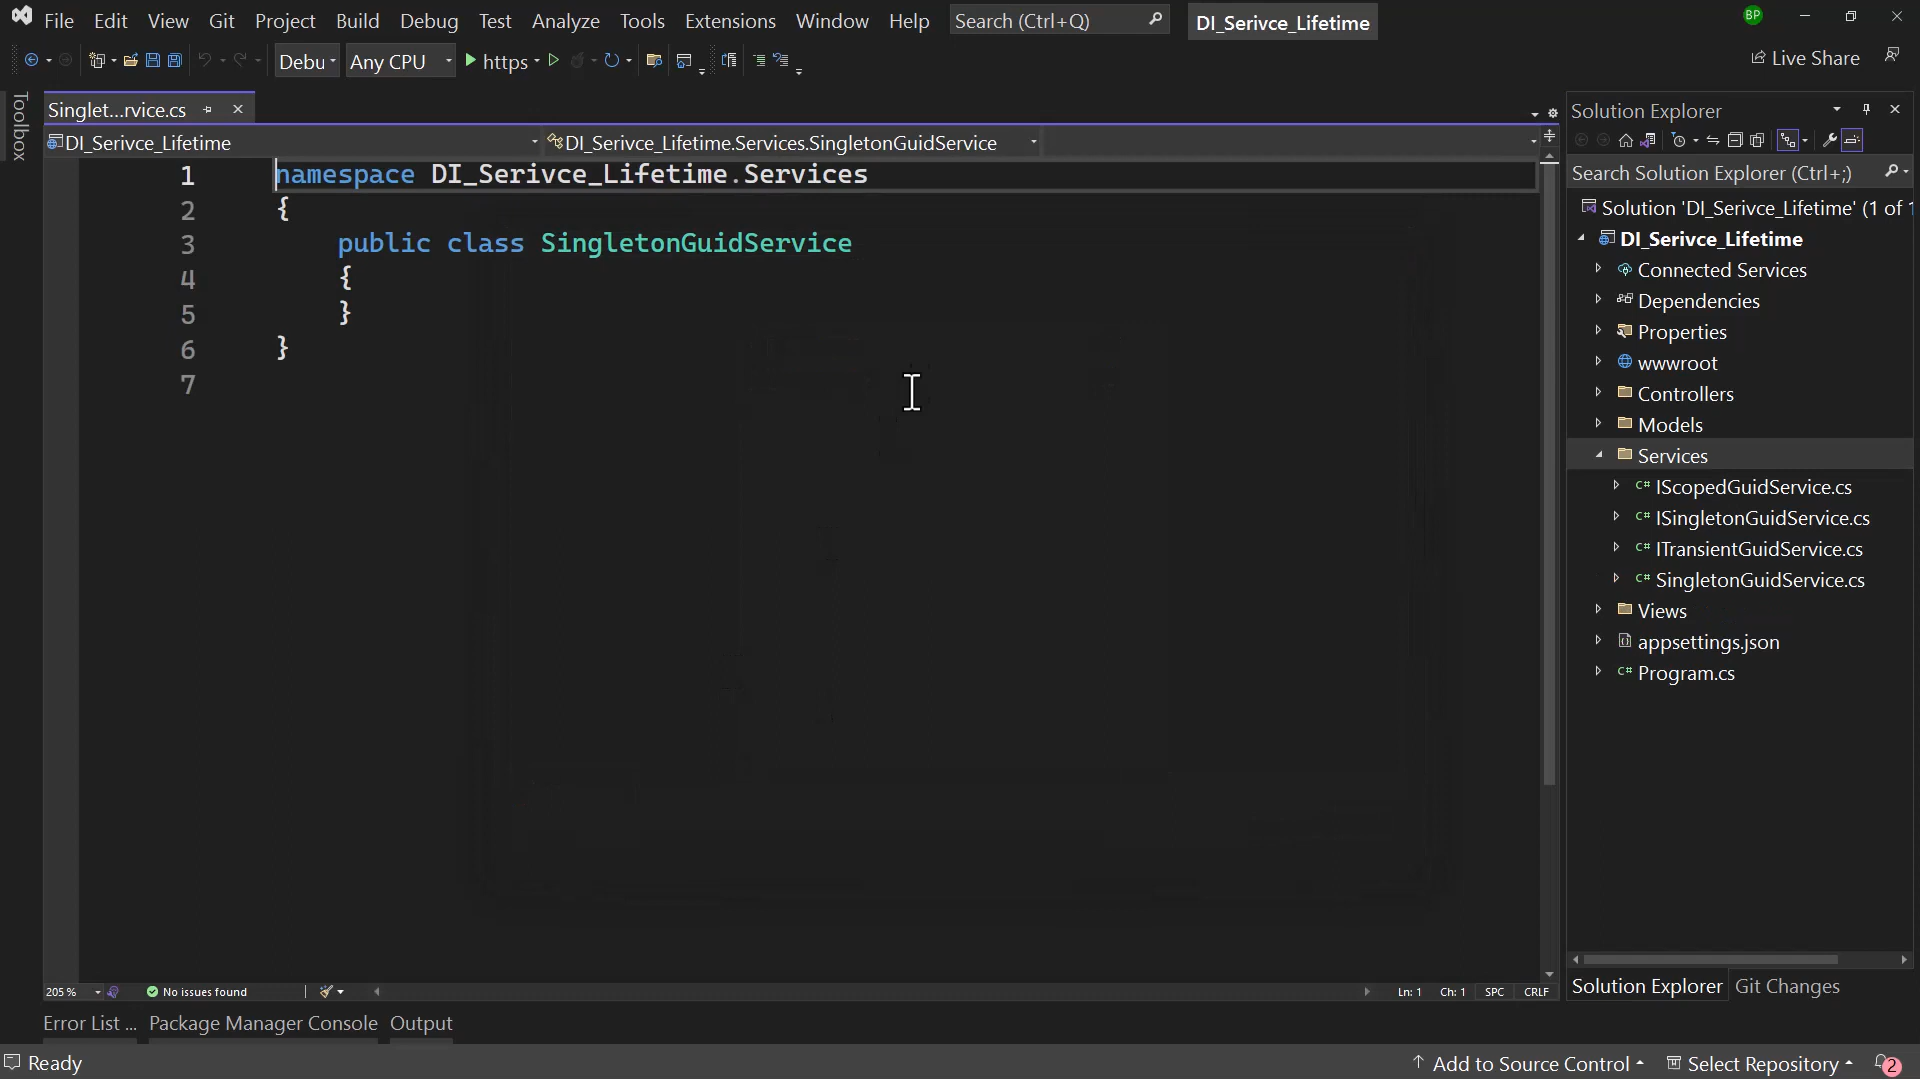 File Edit View Git Project Build Debug Test Analyze Tools Extensions Window Help Search (Ctrl+Q) DI_Serivce_Lifetime BP
Debu Any CPU https Live Share
Toolbox
Singlet...rvice.cs
DI_Serivce_Lifetime DI_Serivce_Lifetime.Services.SingletonGuidService
1 namespace DI_Serivce_Lifetime.Services
2 {
3 public class SingletonGuidService
4 {
5 }
6 }
7
205 % No issues found Ln: 1 Ch: 1 SPC CRLF
Solution Explorer
Search Solution Explorer (Ctrl+;)
Solution 'DI_Serivce_Lifetime' (1 of 1
DI_Serivce_Lifetime
Connected Services
Dependencies
Properties
wwwroot
Controllers
Models
Services
C# IScopedGuidService.cs
C# ISingletonGuidService.cs
C# ITransientGuidService.cs
C# SingletonGuidService.cs
Views
appsettings.json
C# Program.cs
Solution Explorer Git Changes
Error List ... Package Manager Console Output
Ready Add to Source Control Select Repository 2